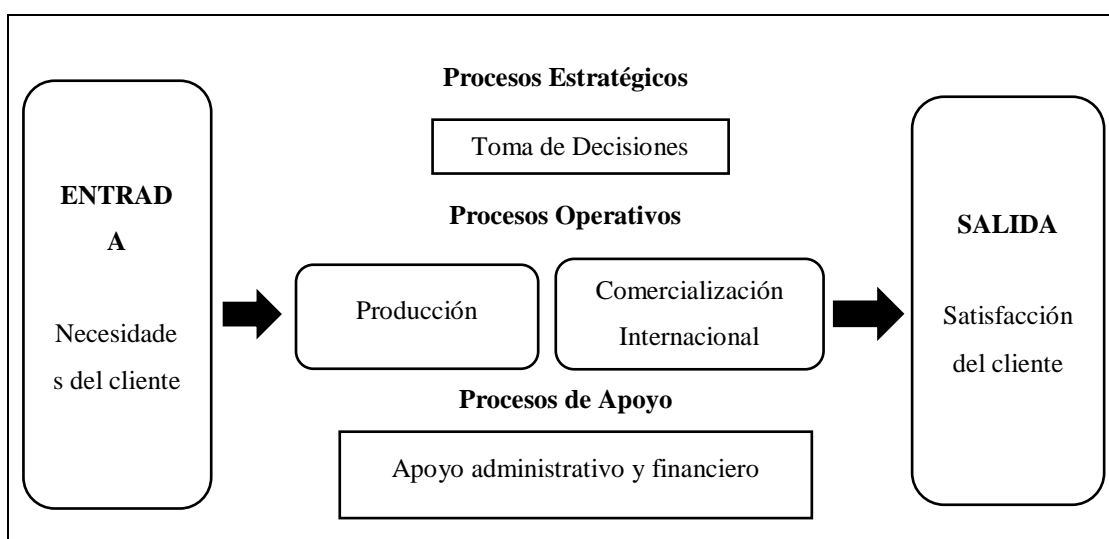 Procesos Estratégicos
Toma de Decisiones
ENTRAD
A
Necesidade
s del cliente
Procesos Operativos
Producción
Comercialización
Internacional
SALIDA
Satisfacción
del cliente
Procesos de Apoyo
Apoyo administrativo y financiero